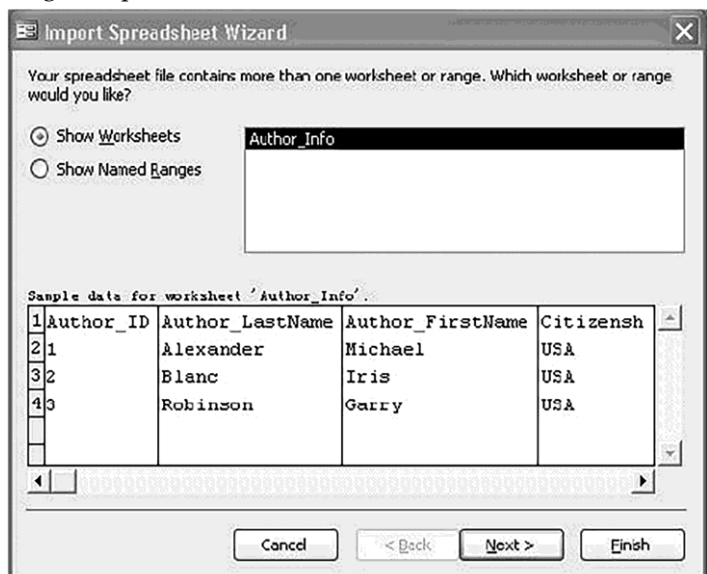 Import Spreadsheet Wizard
Your spreadsheet file contains more than one worksheet or range. Which worksheet or range
would you like?
Show Worksheets
Author_Info
Show Named Ranges
Sample data for worksheet 'Author_Info'.
1 Author_ID Author_LastName Author_FirstName Citizensh
2 1 Alexander Michael USA
3 2 Blanc Iris USA
4 3 Robinson Garry USA
Cancel < Back Next > Finish